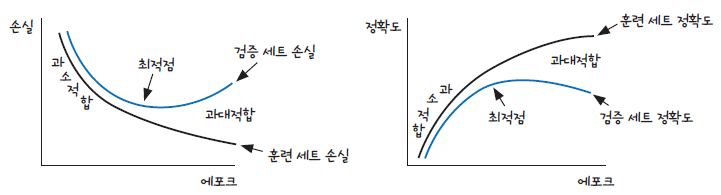 손실
검증 세트 손실
최적점
과소적합
과대적합
훈련 세트 손실
에포크
정확도
훈련 세트 정확도
과대적합
과소적합
최적점
검증 세트 정확도
에포크